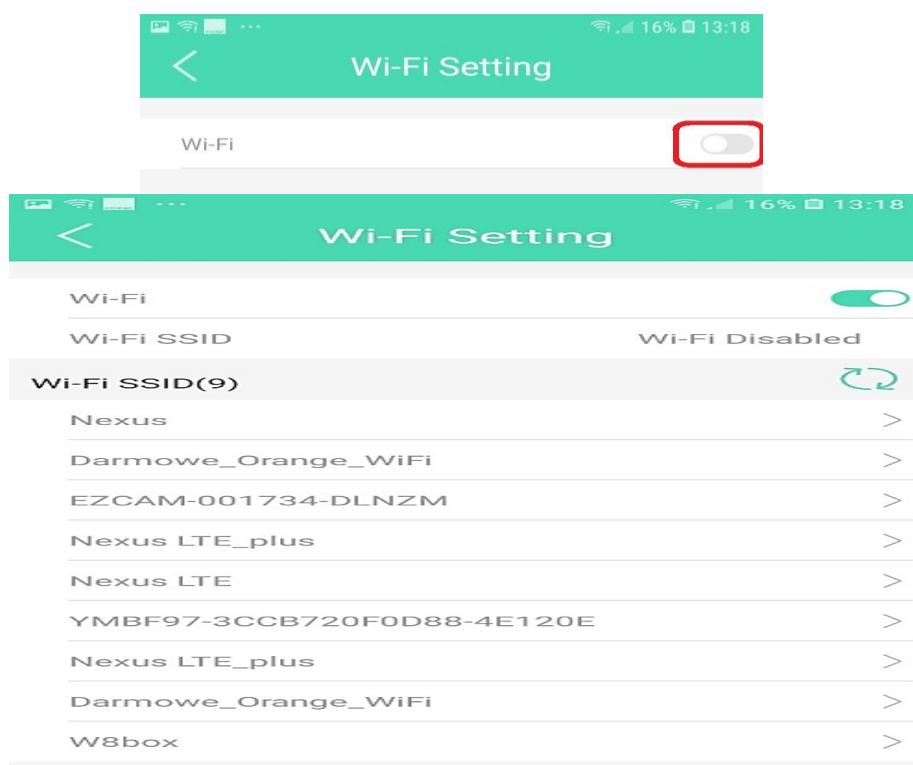 16% 13:18
Wi-Fi Setting
Wi-Fi
16% 13:18
Wi-Fi Setting
Wi-Fi
Wi-Fi SSID Wi-Fi Disabled
Wi-Fi SSID(9)
Nexus >
Darmowe_Orange_WiFi >
EZCAM-001734-DLNZM >
Nexus LTE_plus >
Nexus LTE >
YMBF97-3CCB720F0D88-4E120E >
Nexus LTE_plus >
Darmowe_Orange_WiFi >
W8box >